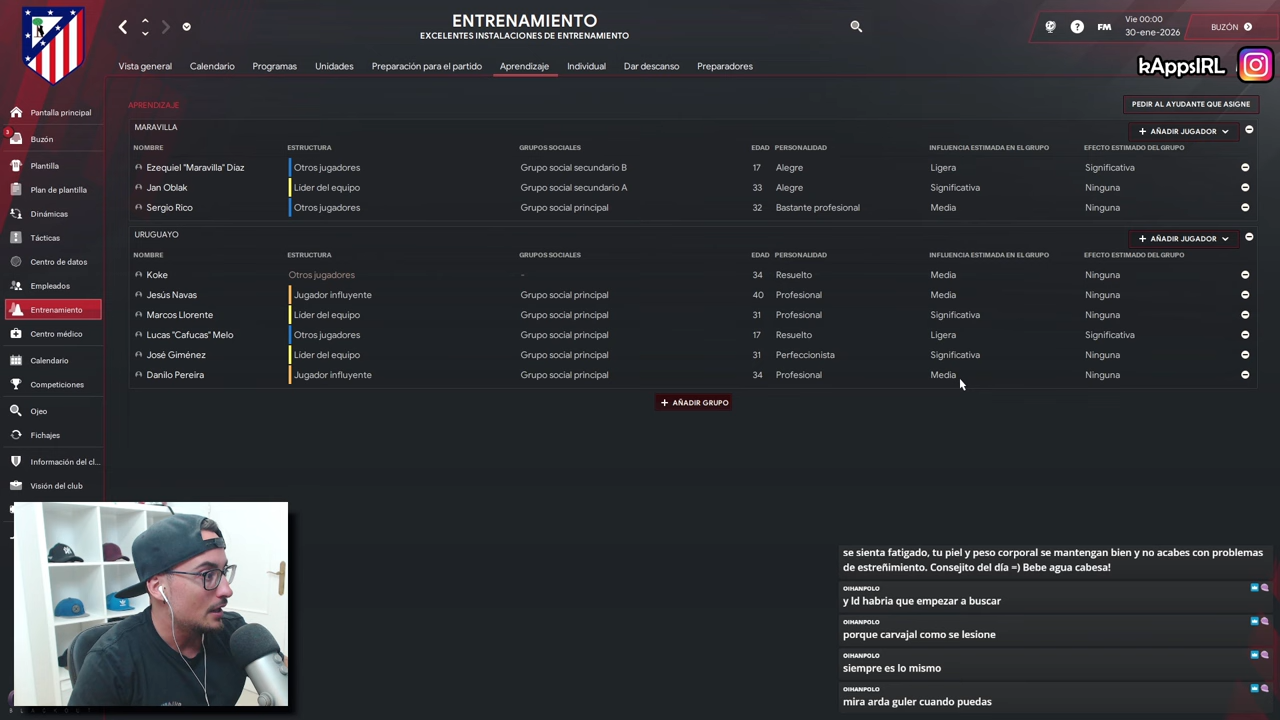 ENTRENAMIENTO
EXCELENTES INSTALACIONES DE ENTRENAMIENTO
FM
Vie 00:00
30-ene-2026
BUZÓN
Vista general Calendario Programas Unidades Preparación para el partido Aprendizaje Individual Dar descanso Preparadores
kAppsIRL
Pantalla principal
3
Buzón
Plantilla
Plan de plantilla
Dinámicas
Tácticas
Centro de datos
Empleados
Entrenamiento
Centro médico
Calendario
Competiciones
Ojeo
Fichajes
Información del cl...
Visión del club
APRENDIZAJE
PEDIR AL AYUDANTE QUE ASIGNE
MARAVILLA
AÑADIR JUGADOR
NOMBRE ESTRUCTURA GRUPOS SOCIALES EDAD PERSONALIDAD INFLUENCIA ESTIMADA EN EL GRUPO EFECTO ESTIMADO DEL GRUPO
Ezequiel "Maravilla" Díaz Otros jugadores Grupo social secundario B 17 Alegre Ligera Significativa
Jan Oblak Líder del equipo Grupo social secundario A 33 Alegre Significativa Ninguna
Sergio Rico Otros jugadores Grupo social principal 32 Bastante profesional Media Ninguna
URUGUAYO
AÑADIR JUGADOR
NOMBRE ESTRUCTURA GRUPOS SOCIALES EDAD PERSONALIDAD INFLUENCIA ESTIMADA EN EL GRUPO EFECTO ESTIMADO DEL GRUPO
Koke Otros jugadores - 34 Resuelto Media Ninguna
Jesús Navas Jugador influyente Grupo social principal 40 Profesional Media Ninguna
Marcos Llorente Líder del equipo Grupo social principal 31 Profesional Significativa Ninguna
Lucas "Cafucas" Melo Otros jugadores Grupo social principal 17 Resuelto Ligera Significativa
José Giménez Líder del equipo Grupo social principal 31 Perfeccionista Significativa Ninguna
Danilo Pereira Jugador influyente Grupo social principal 34 Profesional Media Ninguna
AÑADIR GRUPO
se sienta fatigado, tu piel y peso corporal se mantengan bien y no acabes con problemas
de estreñimiento. Consejito del día =) Bebe agua cabesa!
OIHANPOLO
y ld habria que empezar a buscar
OIHANPOLO
porque carvajal como se lesione
OIHANPOLO
siempre es lo mismo
OIHANPOLO
mira arda guler cuando puedas